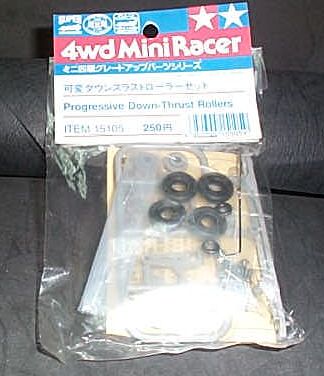 SUPER
4wd Mini Racer
ミニ四駆グレードアップパーツシリーズ
可変ダウンスラストローラーセット
Progressive Down-Thrust Rollers
ITEM 15105
250円